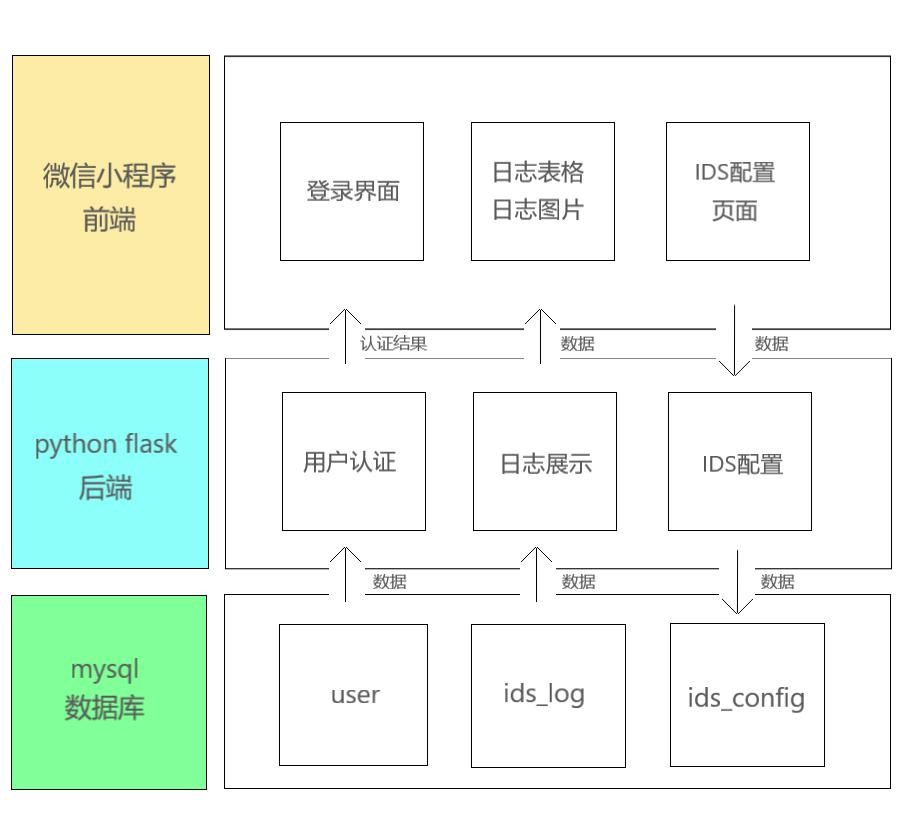 微信小程序
前端
登录界面
日志表格
日志图片
IDS配置
页面
认证结果
数据
数据
python flask
后端
用户认证
日志展示
IDS配置
数据
数据
数据
mysql
数据库
user
ids_log
ids_config